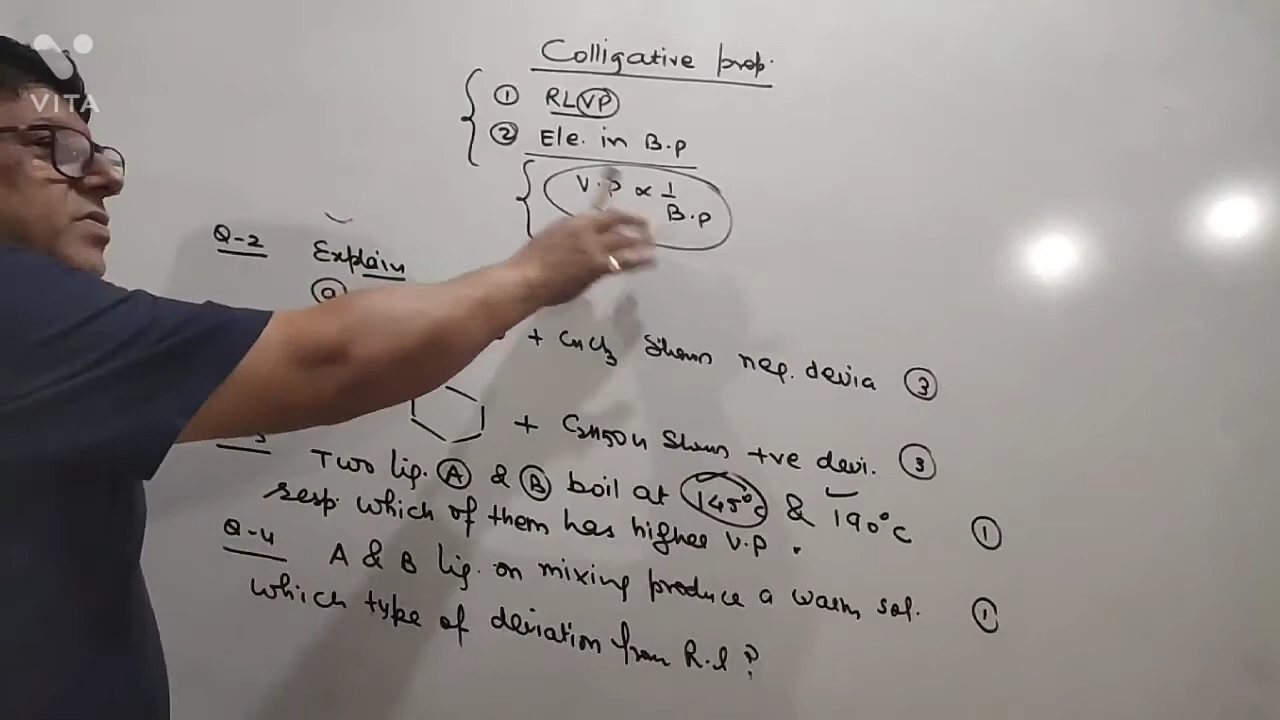 VITA
Colligative prop.
① RLVP
② Ele. in B.p
V.P ∝ 1/B.p
Q-2 Explain
ⓐ
+ CHCl3 Shows neg. devia ③
+ C2H5OH Shows +ve devi. ③
Two liq. Ⓐ & Ⓑ boil at 145°C & 190°C
resp. which of them has higher V.P. ①
Q-4 A & B liq. on mixing produce a warm sol. ①
which type of deviation from R.l ?